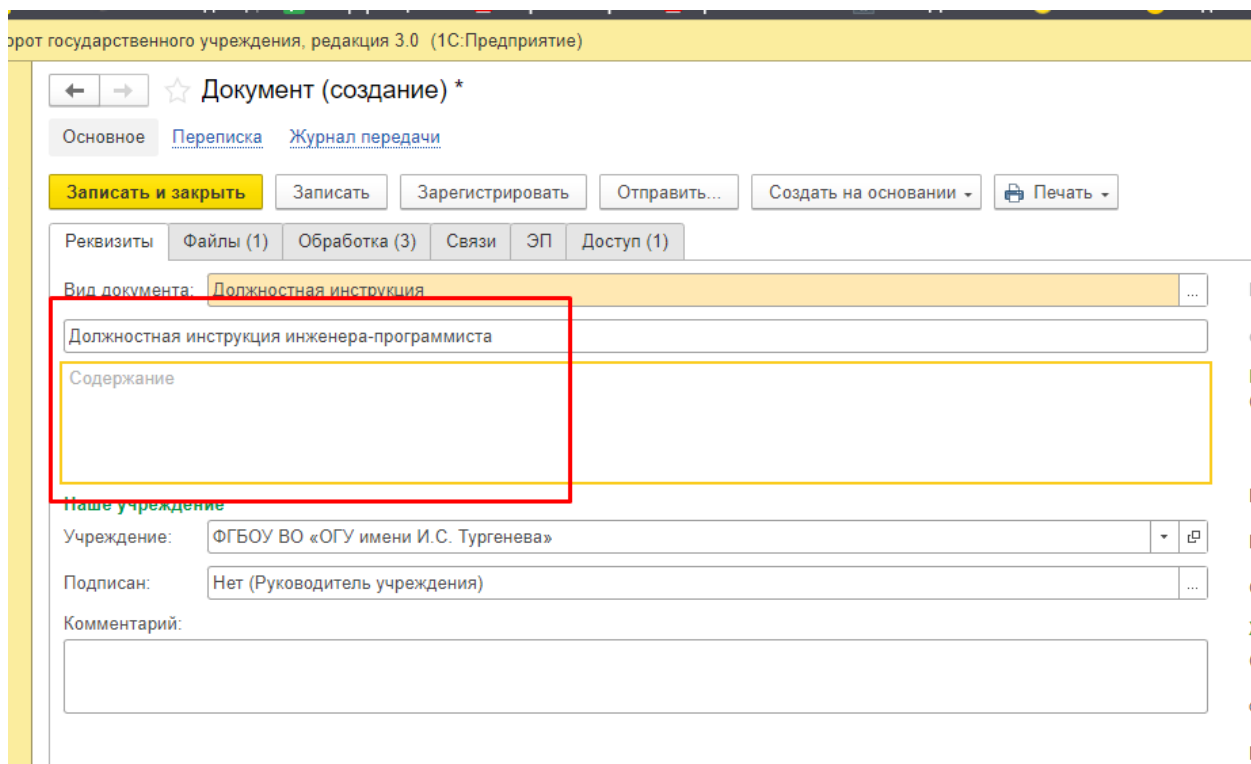 орот государственного учреждения, редакция 3.0 (1С:Предприятие)
Документ (создание) *
Основное Переписка Журнал передачи
Записать и закрыть Записать Зарегистрировать Отправить... Создать на основании Печать
Реквизиты Файлы (1) Обработка (3) Связи ЭП Доступ (1)
Вид документа: Должностная инструкция ...
Должностная инструкция инженера-программиста
Содержание
Наше учреждение
Учреждение: ФГБОУ ВО «ОГУ имени И.С. Тургенева»
Подписан: Нет (Руководитель учреждения) ...
Комментарий: